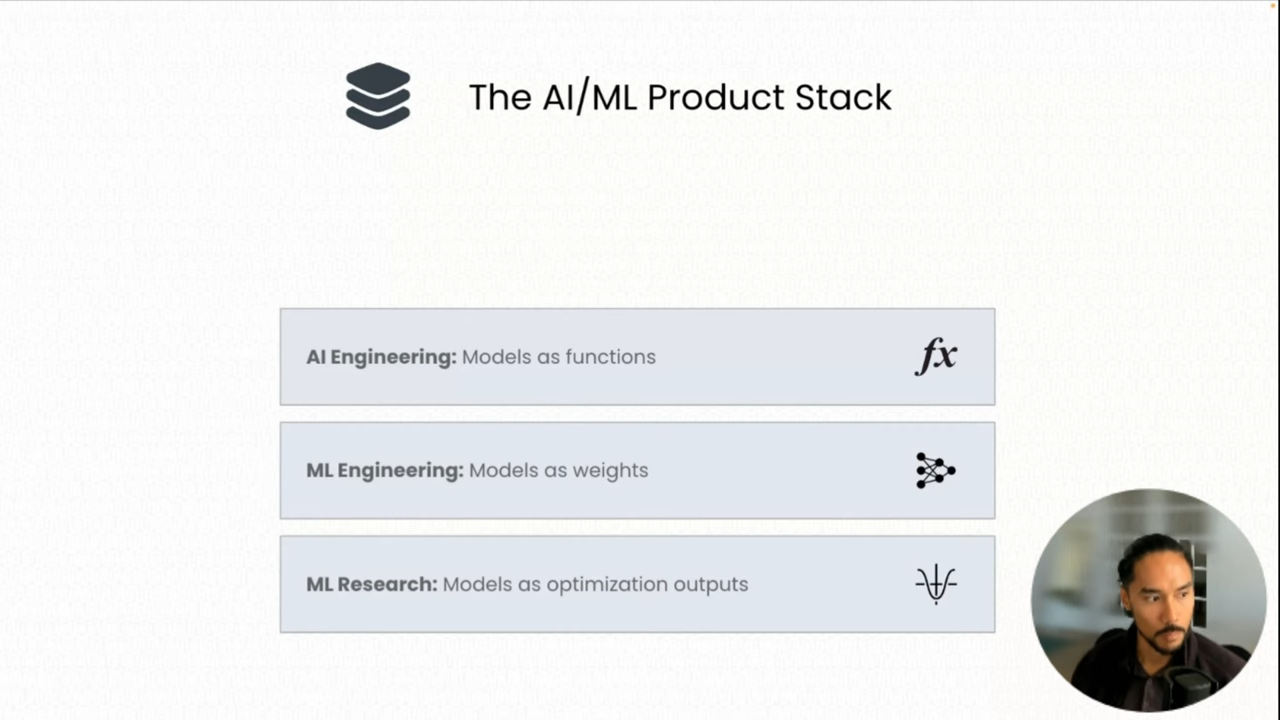 The AI/ML Product Stack
AI Engineering: Models as functions
fx
ML Engineering: Models as weights
ML Research: Models as optimization outputs